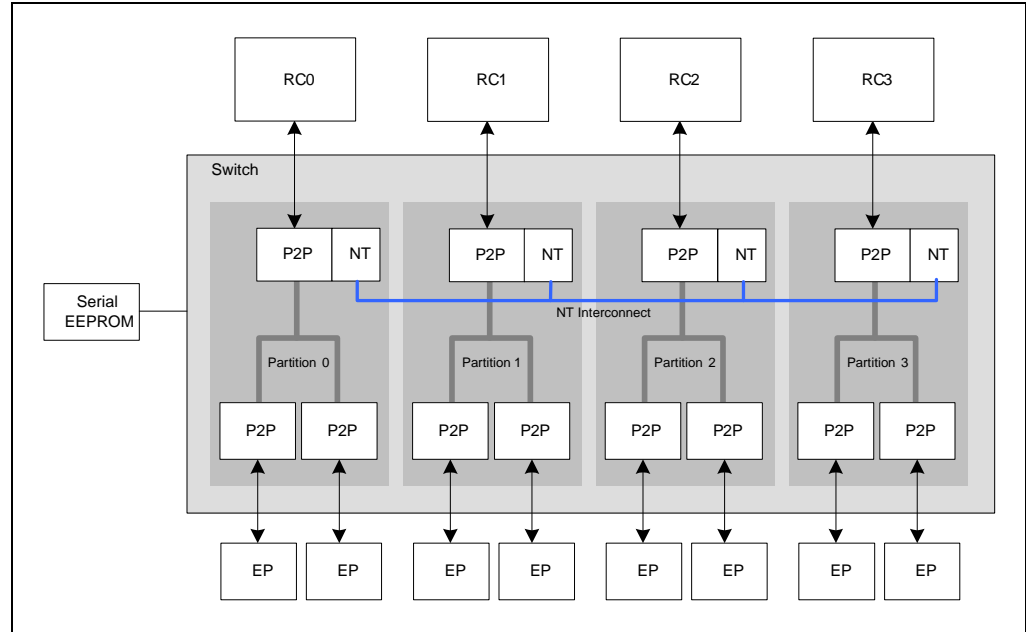 RC0
RC1
RC2
RC3
Switch
P2P
NT
P2P
NT
P2P
NT
P2P
NT
Serial
EEPROM
NT Interconnect
Partition 0
Partition 1
Partition 2
Partition 3
P2P
P2P
P2P
P2P
P2P
P2P
P2P
P2P
EP
EP
EP
EP
EP
EP
EP
EP